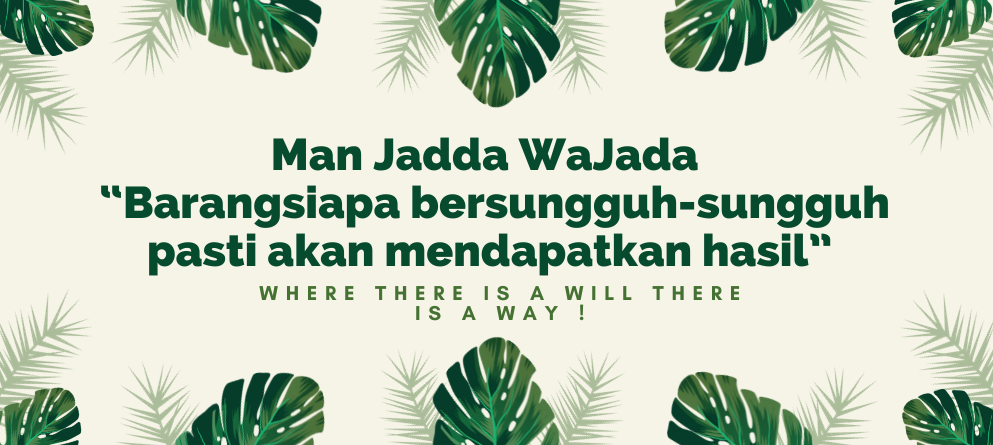 Man Jadda WaJada
“Barangsiapa bersungguh-sungguh
pasti akan mendapatkan hasil”
WHERE THERE IS A WILL THERE
IS A WAY !